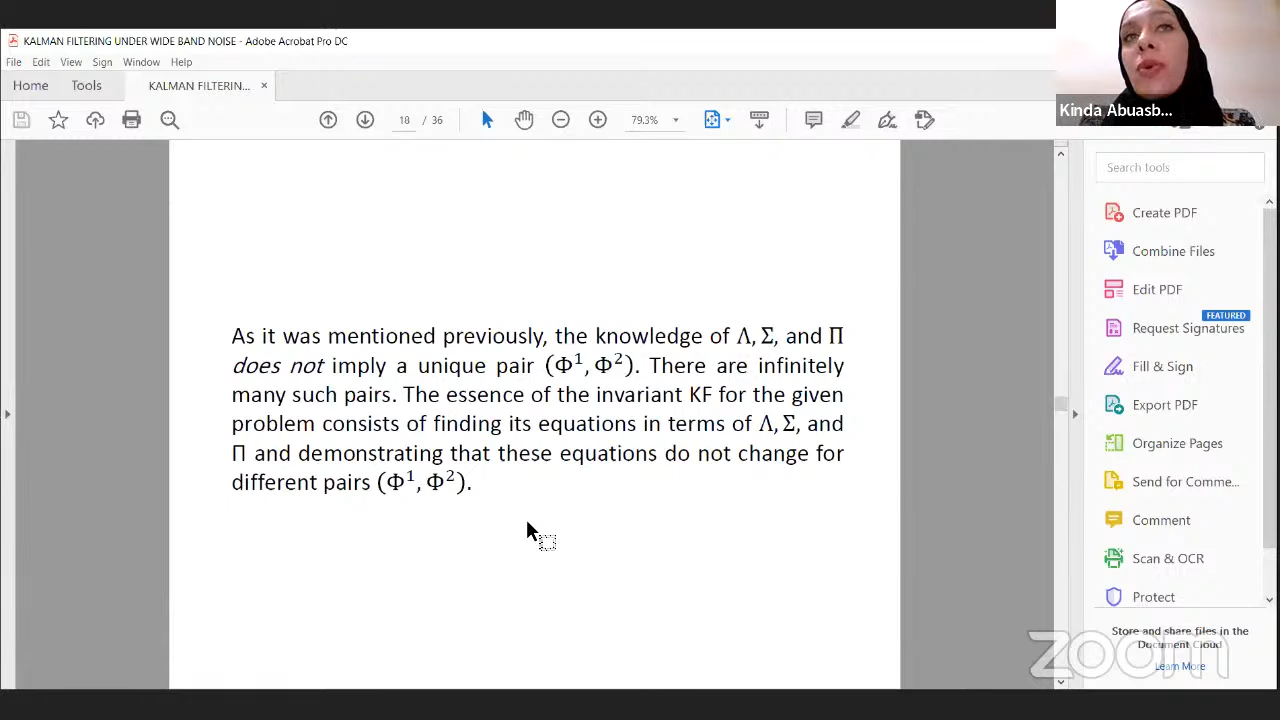 KALMAN FILTERING UNDER WIDE BAND NOISE - Adobe Acrobat Pro DC
File Edit View Sign Window Help
Home Tools KALMAN FILTERIN... ×
18 / 36 79.3%
Kinda Abuasb...
Search tools
Create PDF
Combine Files
Edit PDF
FEATURED
Request Signatures
Fill & Sign
Export PDF
Organize Pages
Send for Comme...
Comment
Scan & OCR
Protect
Store and share files in the
Document Cloud
Learn More
As it was mentioned previously, the knowledge of Λ, Σ, and Π
does not imply a unique pair (Φ¹, Φ²). There are infinitely
many such pairs. The essence of the invariant KF for the given
problem consists of finding its equations in terms of Λ, Σ, and
Π and demonstrating that these equations do not change for
different pairs (Φ¹, Φ²).
zoom